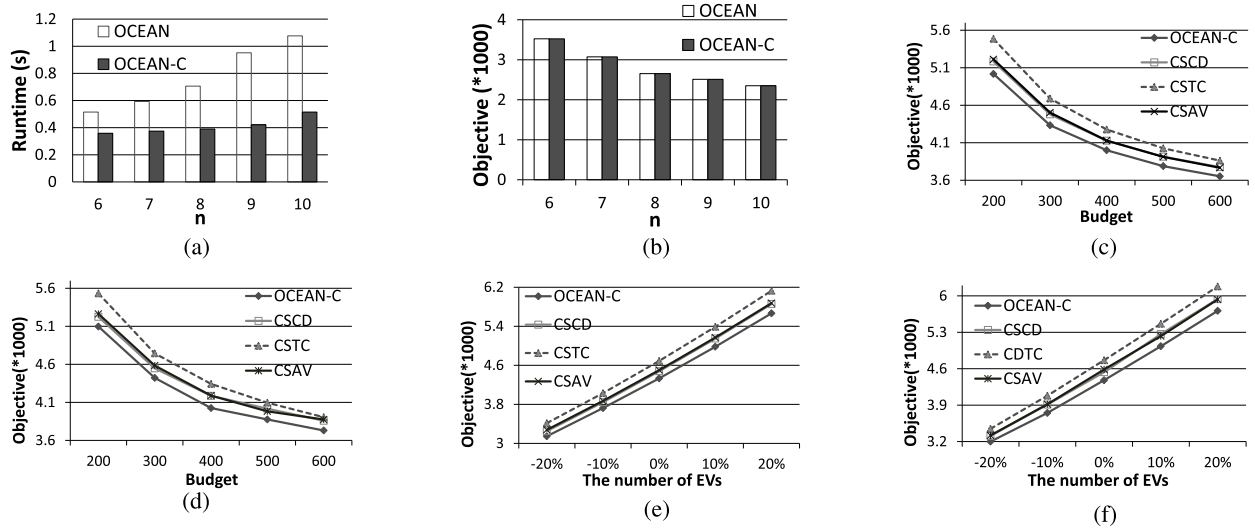 Runtime (s)
1.2
1
0.8
0.6
0.4
0.2
0
OCEAN
OCEAN-C
6 7 8 9 10
n
(a)
Objective (*1000)
4
3
2
1
0
OCEAN
OCEAN-C
6 7 8 9 10
n
(b)
Objective(*1000)
5.6
5.1
4.6
4.1
3.6
OCEAN-C
CSCD
CSTC
CSAV
200 300 400 500 600
Budget
(c)
Objective(*1000)
5.6
5.1
4.6
4.1
3.6
OCEAN-C
CSCD
CSTC
CSAV
200 300 400 500 600
Budget
(d)
Objective(*1000)
6.2
5.4
4.6
3.8
3
OCEAN-C
CSCD
CSTC
CSAV
-20% -10% 0% 10% 20%
The number of EVs
(e)
Objective(*1000)
6
5.3
4.6
3.9
3.2
OCEAN-C
CSCD
CDTC
CSAV
-20% -10% 0% 10% 20%
The number of EVs
(f)